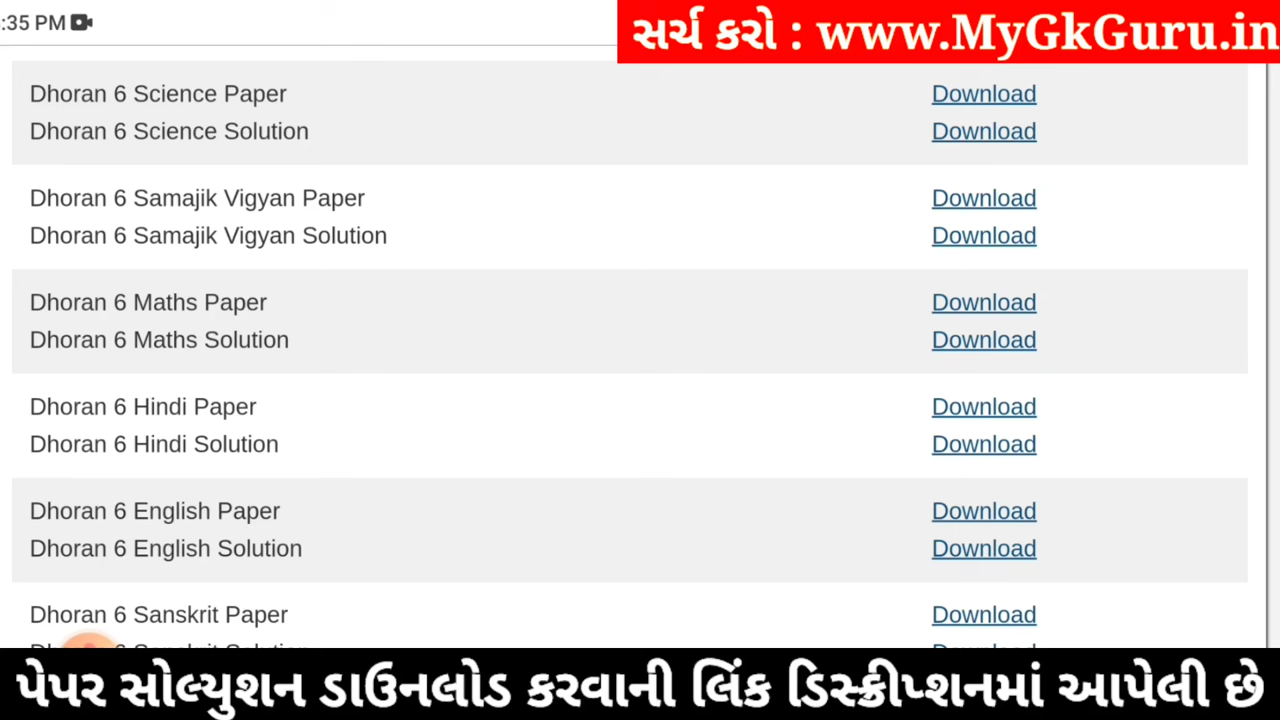 :35 PM
સર્ચ કરો : www.MyGkGuru.in
Dhoran 6 Science Paper Download
Dhoran 6 Science Solution Download
Dhoran 6 Samajik Vigyan Paper Download
Dhoran 6 Samajik Vigyan Solution Download
Dhoran 6 Maths Paper Download
Dhoran 6 Maths Solution Download
Dhoran 6 Hindi Paper Download
Dhoran 6 Hindi Solution Download
Dhoran 6 English Paper Download
Dhoran 6 English Solution Download
Dhoran 6 Sanskrit Paper Download
પેપર સોલ્યુશન ડાઉનલોડ કરવાની લિંક ડિસ્ક્રીપ્શનમાં આપેલી છે